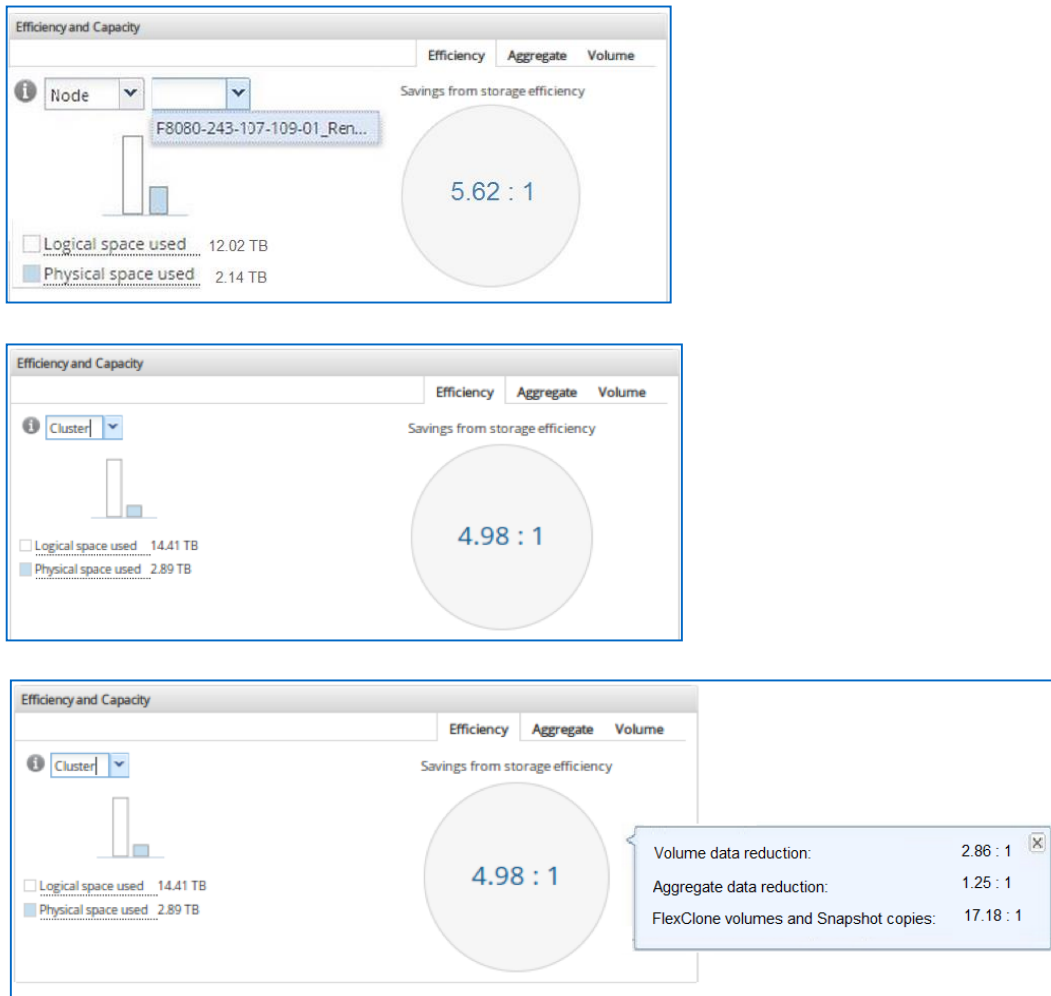 Efficiency and Capacity
Efficiency Aggregate Volume
Node
Savings from storage efficiency
F8080-243-107-109-01_Ren...
5.62 : 1
Logical space used 12.02 TB
Physical space used 2.14 TB
Efficiency and Capacity
Efficiency Aggregate Volume
Cluster
Savings from storage efficiency
4.98 : 1
Logical space used 14.41 TB
Physical space used 2.89 TB
Efficiency and Capacity
Efficiency Aggregate Volume
Cluster
Savings from storage efficiency
4.98 : 1
Volume data reduction: 2.86 : 1
Aggregate data reduction: 1.25 : 1
FlexClone volumes and Snapshot copies: 17.18 : 1
Logical space used 14.41 TB
Physical space used 2.89 TB